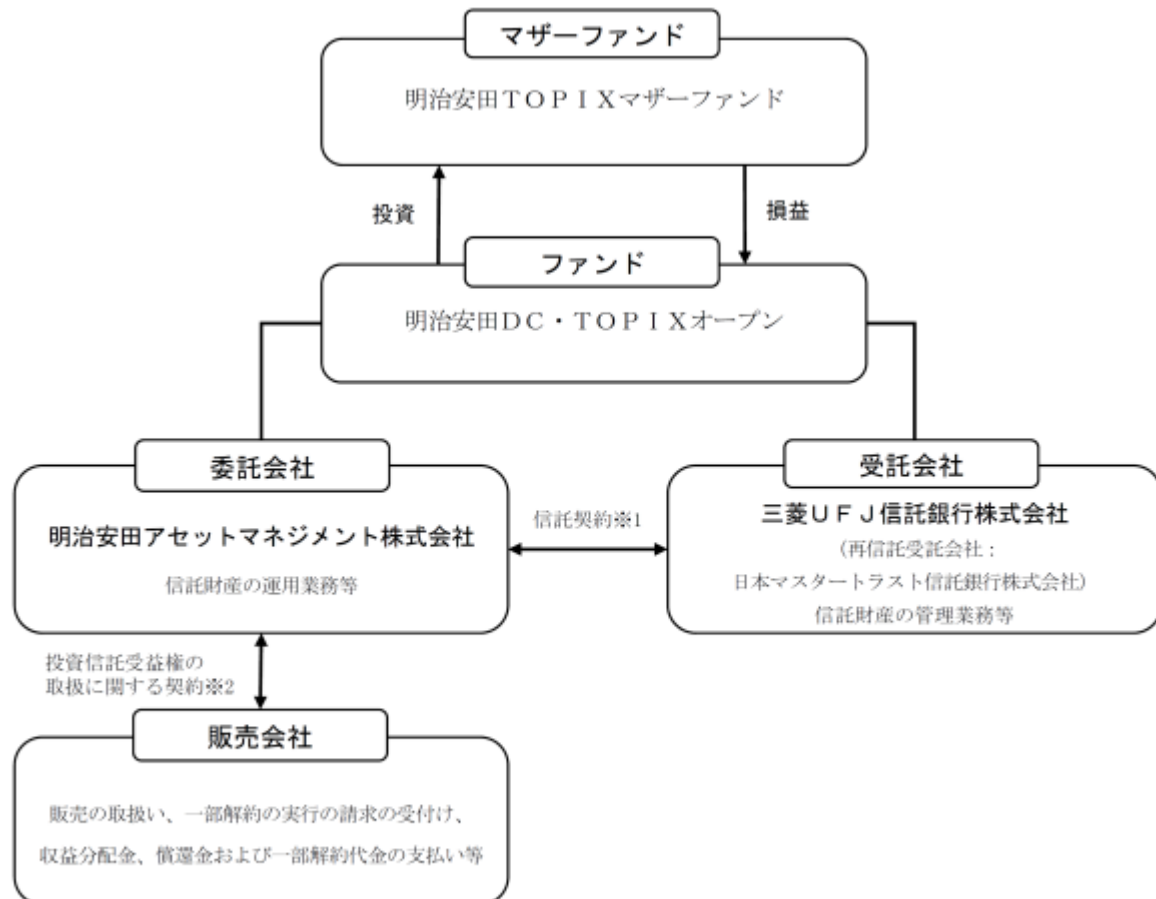 マザーファンド
明治安田ＴＯＰＩＸマザーファンド
投資
損益
ファンド
明治安田ＤＣ・ＴＯＰＩＸオープン
委託会社
明治安田アセットマネジメント株式会社
信託財産の運用業務等
信託契約※1
受託会社
三菱ＵＦＪ信託銀行株式会社
（再信託受託会社：
日本マスタートラスト信託銀行株式会社）
信託財産の管理業務等
投資信託受益権の
取扱に関する契約※2
販売会社
販売の取扱い、一部解約の実行の請求の受付け、
収益分配金、償還金および一部解約代金の支払い等